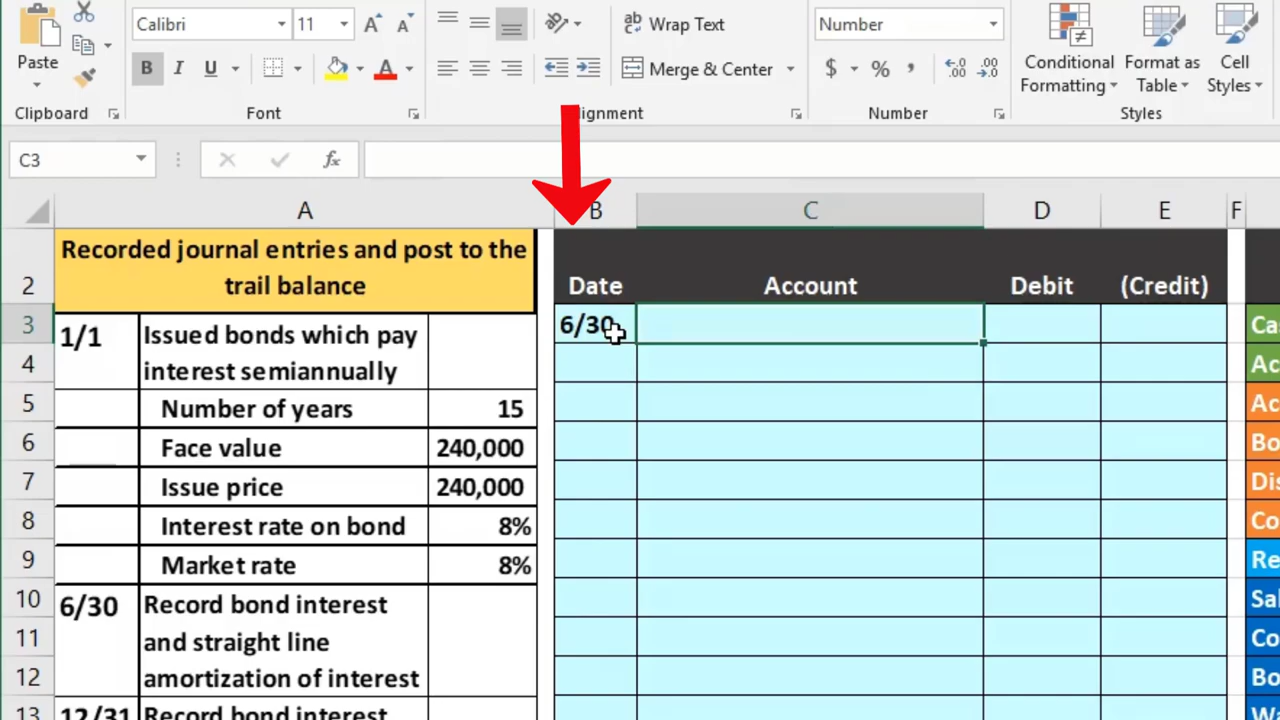 Calibri
11
Wrap Text
Number
Paste
B I U
Merge & Center
$ % ,
Conditional
Formatting
Format as
Table
Cell
Styles
Clipboard
Font
lignment
Number
Styles
C3
fx
A
B
C
D
E
F
2
Recorded journal entries and post to the
trail balance
Date
Account
Debit
(Credit)
3
1/1
Issued bonds which pay
6/30
Ca
4
interest semiannually
Ac
5
Number of years
15
Ac
6
Face value
240,000
Bo
7
Issue price
240,000
Dis
8
Interest rate on bond
8%
Co
9
Market rate
8%
Re
10
6/30
Record bond interest
Sal
11
and straight line
Co
12
amortization of interest
Bo
13
12/31
Record bond interest
Wa